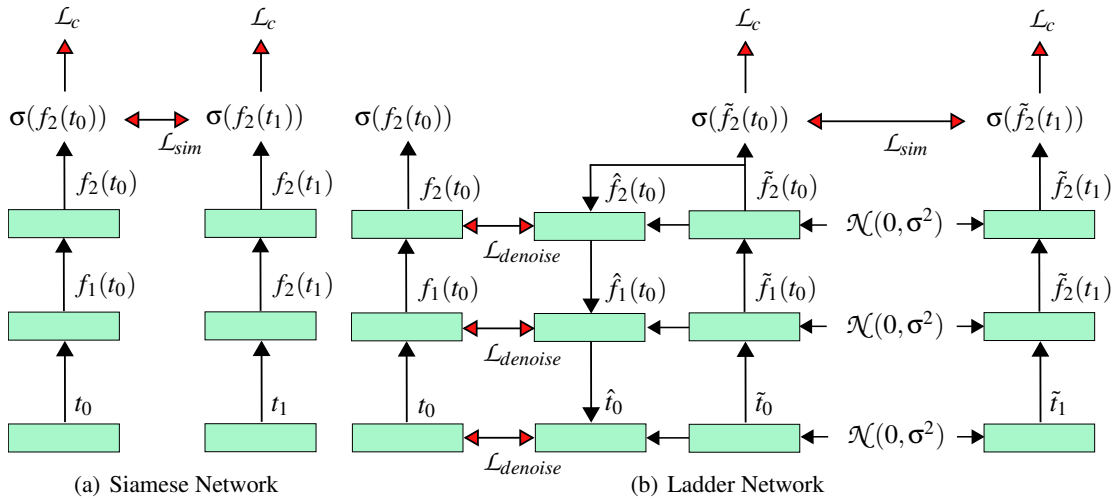 ℒc ℒc ℒc ℒc
σ(f2(t0)) σ(f2(t1)) σ(f2(t0)) σ(f̃2(t0)) σ(f̃2(t1))
ℒsim ℒsim
f2(t0) f2(t1) f2(t0) f̂2(t0) f̃2(t0) f̃2(t1)
𝒩(0, σ²)
ℒdenoise
f1(t0) f2(t1) f1(t0) f̂1(t0) f̃1(t0) f̃2(t1)
𝒩(0, σ²)
ℒdenoise
t0 t1 t0 t̂0 t̃0 t̃1
𝒩(0, σ²)
ℒdenoise
(a) Siamese Network (b) Ladder Network